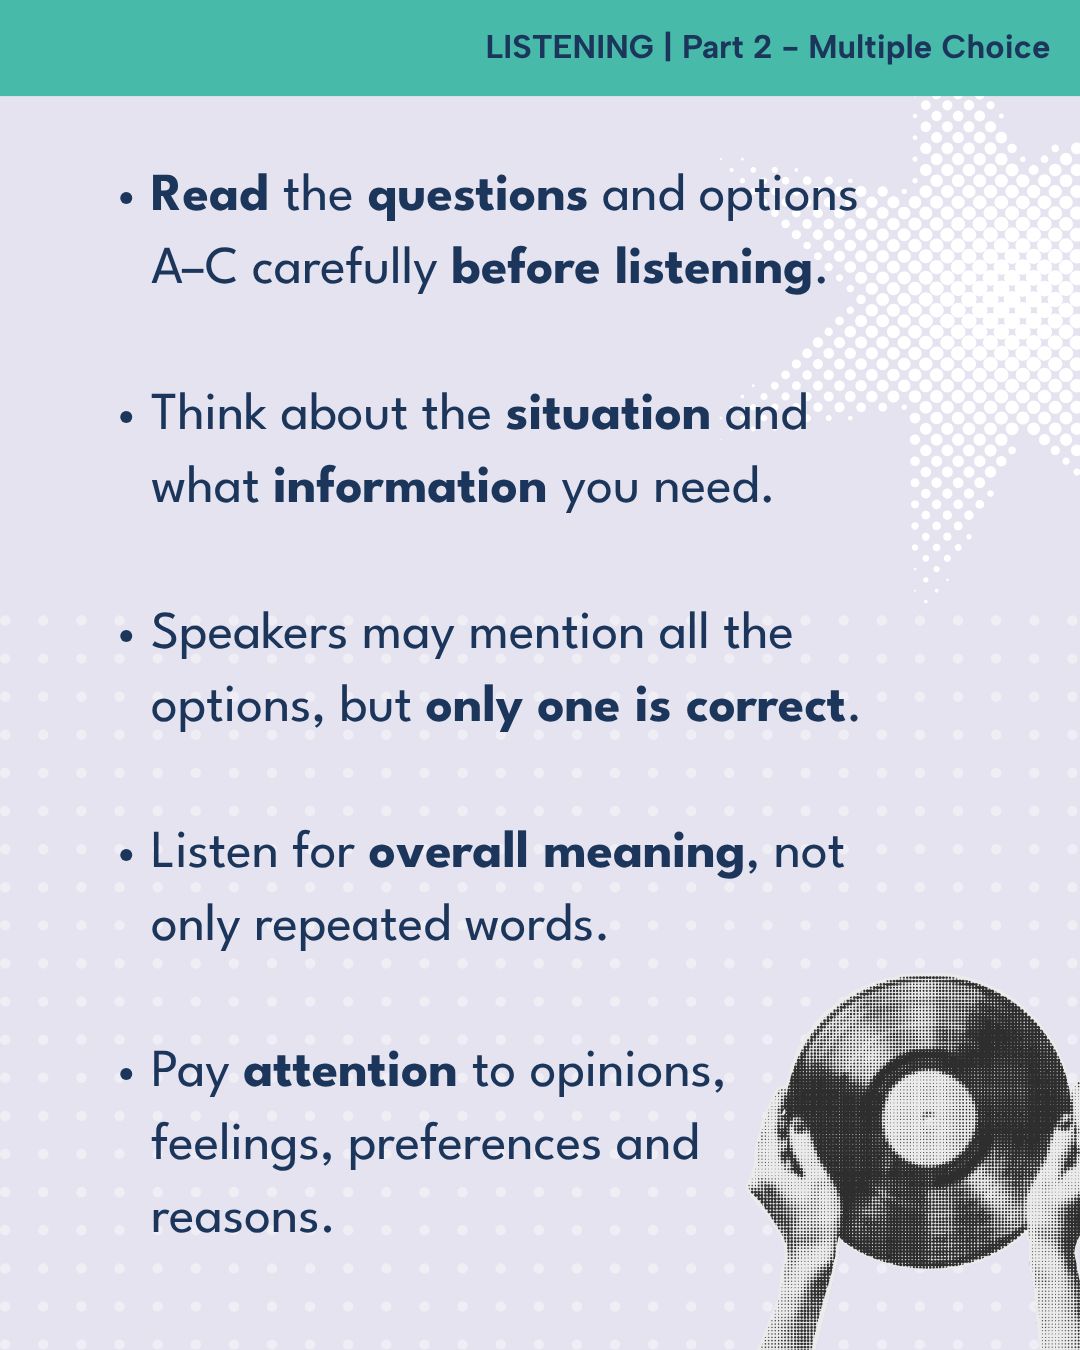 LISTENING | Part 2 – Multiple Choice
• Read the questions and options
A–C carefully before listening.
• Think about the situation and
what information you need.
• Speakers may mention all the
options, but only one is correct.
• Listen for overall meaning, not
only repeated words.
• Pay attention to opinions,
feelings, preferences and
reasons.